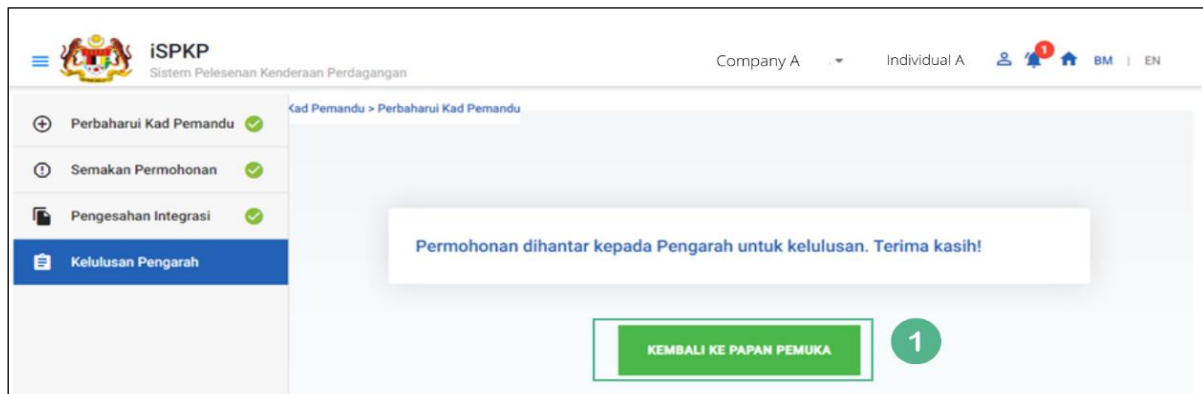 iSPKP
Sistem Pelesenan Kenderaan Perdagangan
Company A
Individual A
1
BM | EN
Kad Pemandu > Perbaharui Kad Pemandu
Perbaharui Kad Pemandu
Semakan Permohonan
Pengesahan Integrasi
Kelulusan Pengarah
Permohonan dihantar kepada Pengarah untuk kelulusan. Terima kasih!
KEMBALI KE PAPAN PEMUKA
1